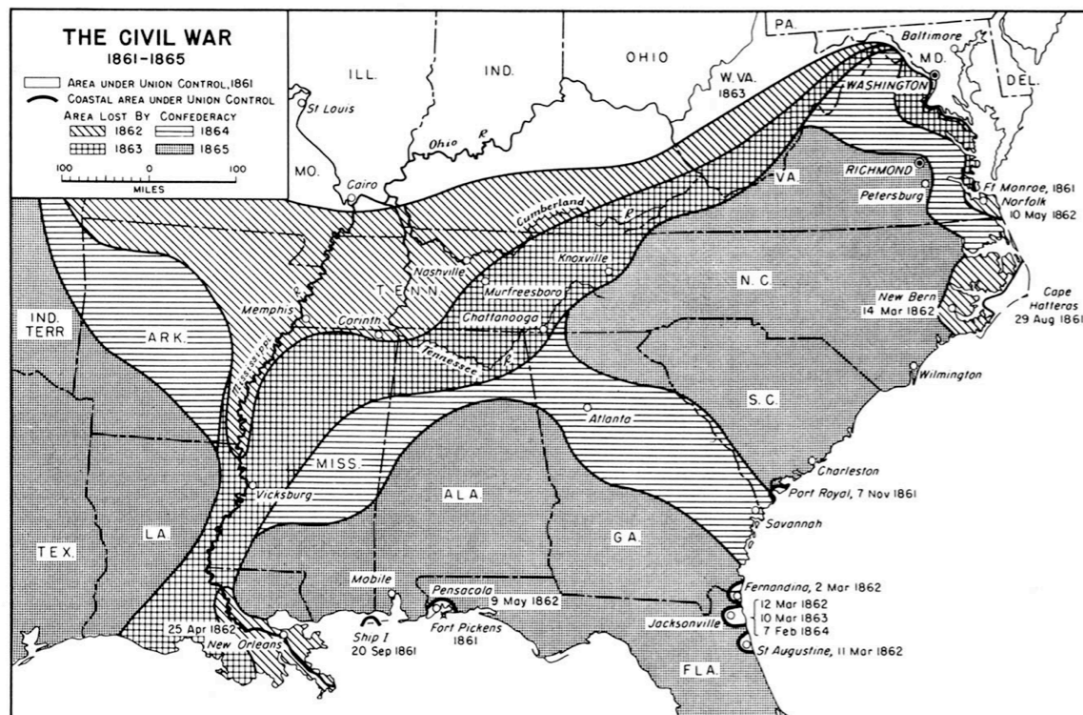 THE CIVIL WAR
1861-1865
AREA UNDER UNION CONTROL, 1861
COASTAL AREA UNDER UNION CONTROL
AREA LOST BY CONFEDERACY
1862
1864
1863
1865
100 0 100
MILES
ILL.
IND.
OHIO
PA.
Baltimore
MD.
DEL.
W. VA.
1863
WASHINGTON
St Louis
Ohio R
MO.
Cairo
VA.
RICHMOND
Petersburg
Ft Monroe, 1861
Norfolk
10 May 1862
Cumberland R
Nashville
TENN.
Knoxville
Murfreesboro
N.C.
Memphis
Mississippi R
Corinth
Chattanooga
Tennessee R
New Bern
14 Mar 1862
Cape
Hatteras
29 Aug 1861
IND.
TERR
ARK.
Wilmington
S.C.
Atlanta
Charleston
MISS.
Vicksburg
ALA.
Port Royal, 7 Nov 1861
Savannah
LA.
TEX.
GA.
Mobile
Pensacola
9 May 1862
Fernandina, 2 Mar 1862
12 Mar 1862
Jacksonville
10 Mar 1863
7 Feb 1864
25 Apr 1862
New Orleans
Ship I
20 Sep 1861
Fort Pickens
1861
St Augustine, 11 Mar 1862
FLA.